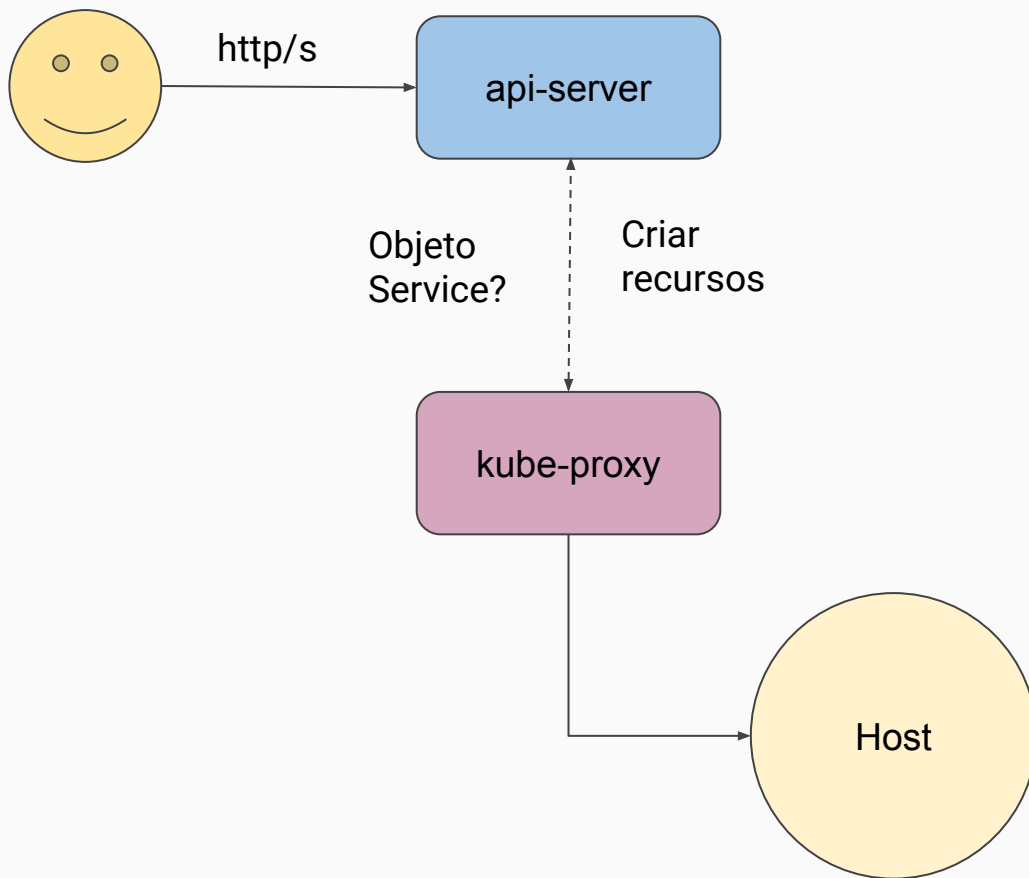 http/s
api-server
Objeto
Service?
Criar
recursos
kube-proxy
Host